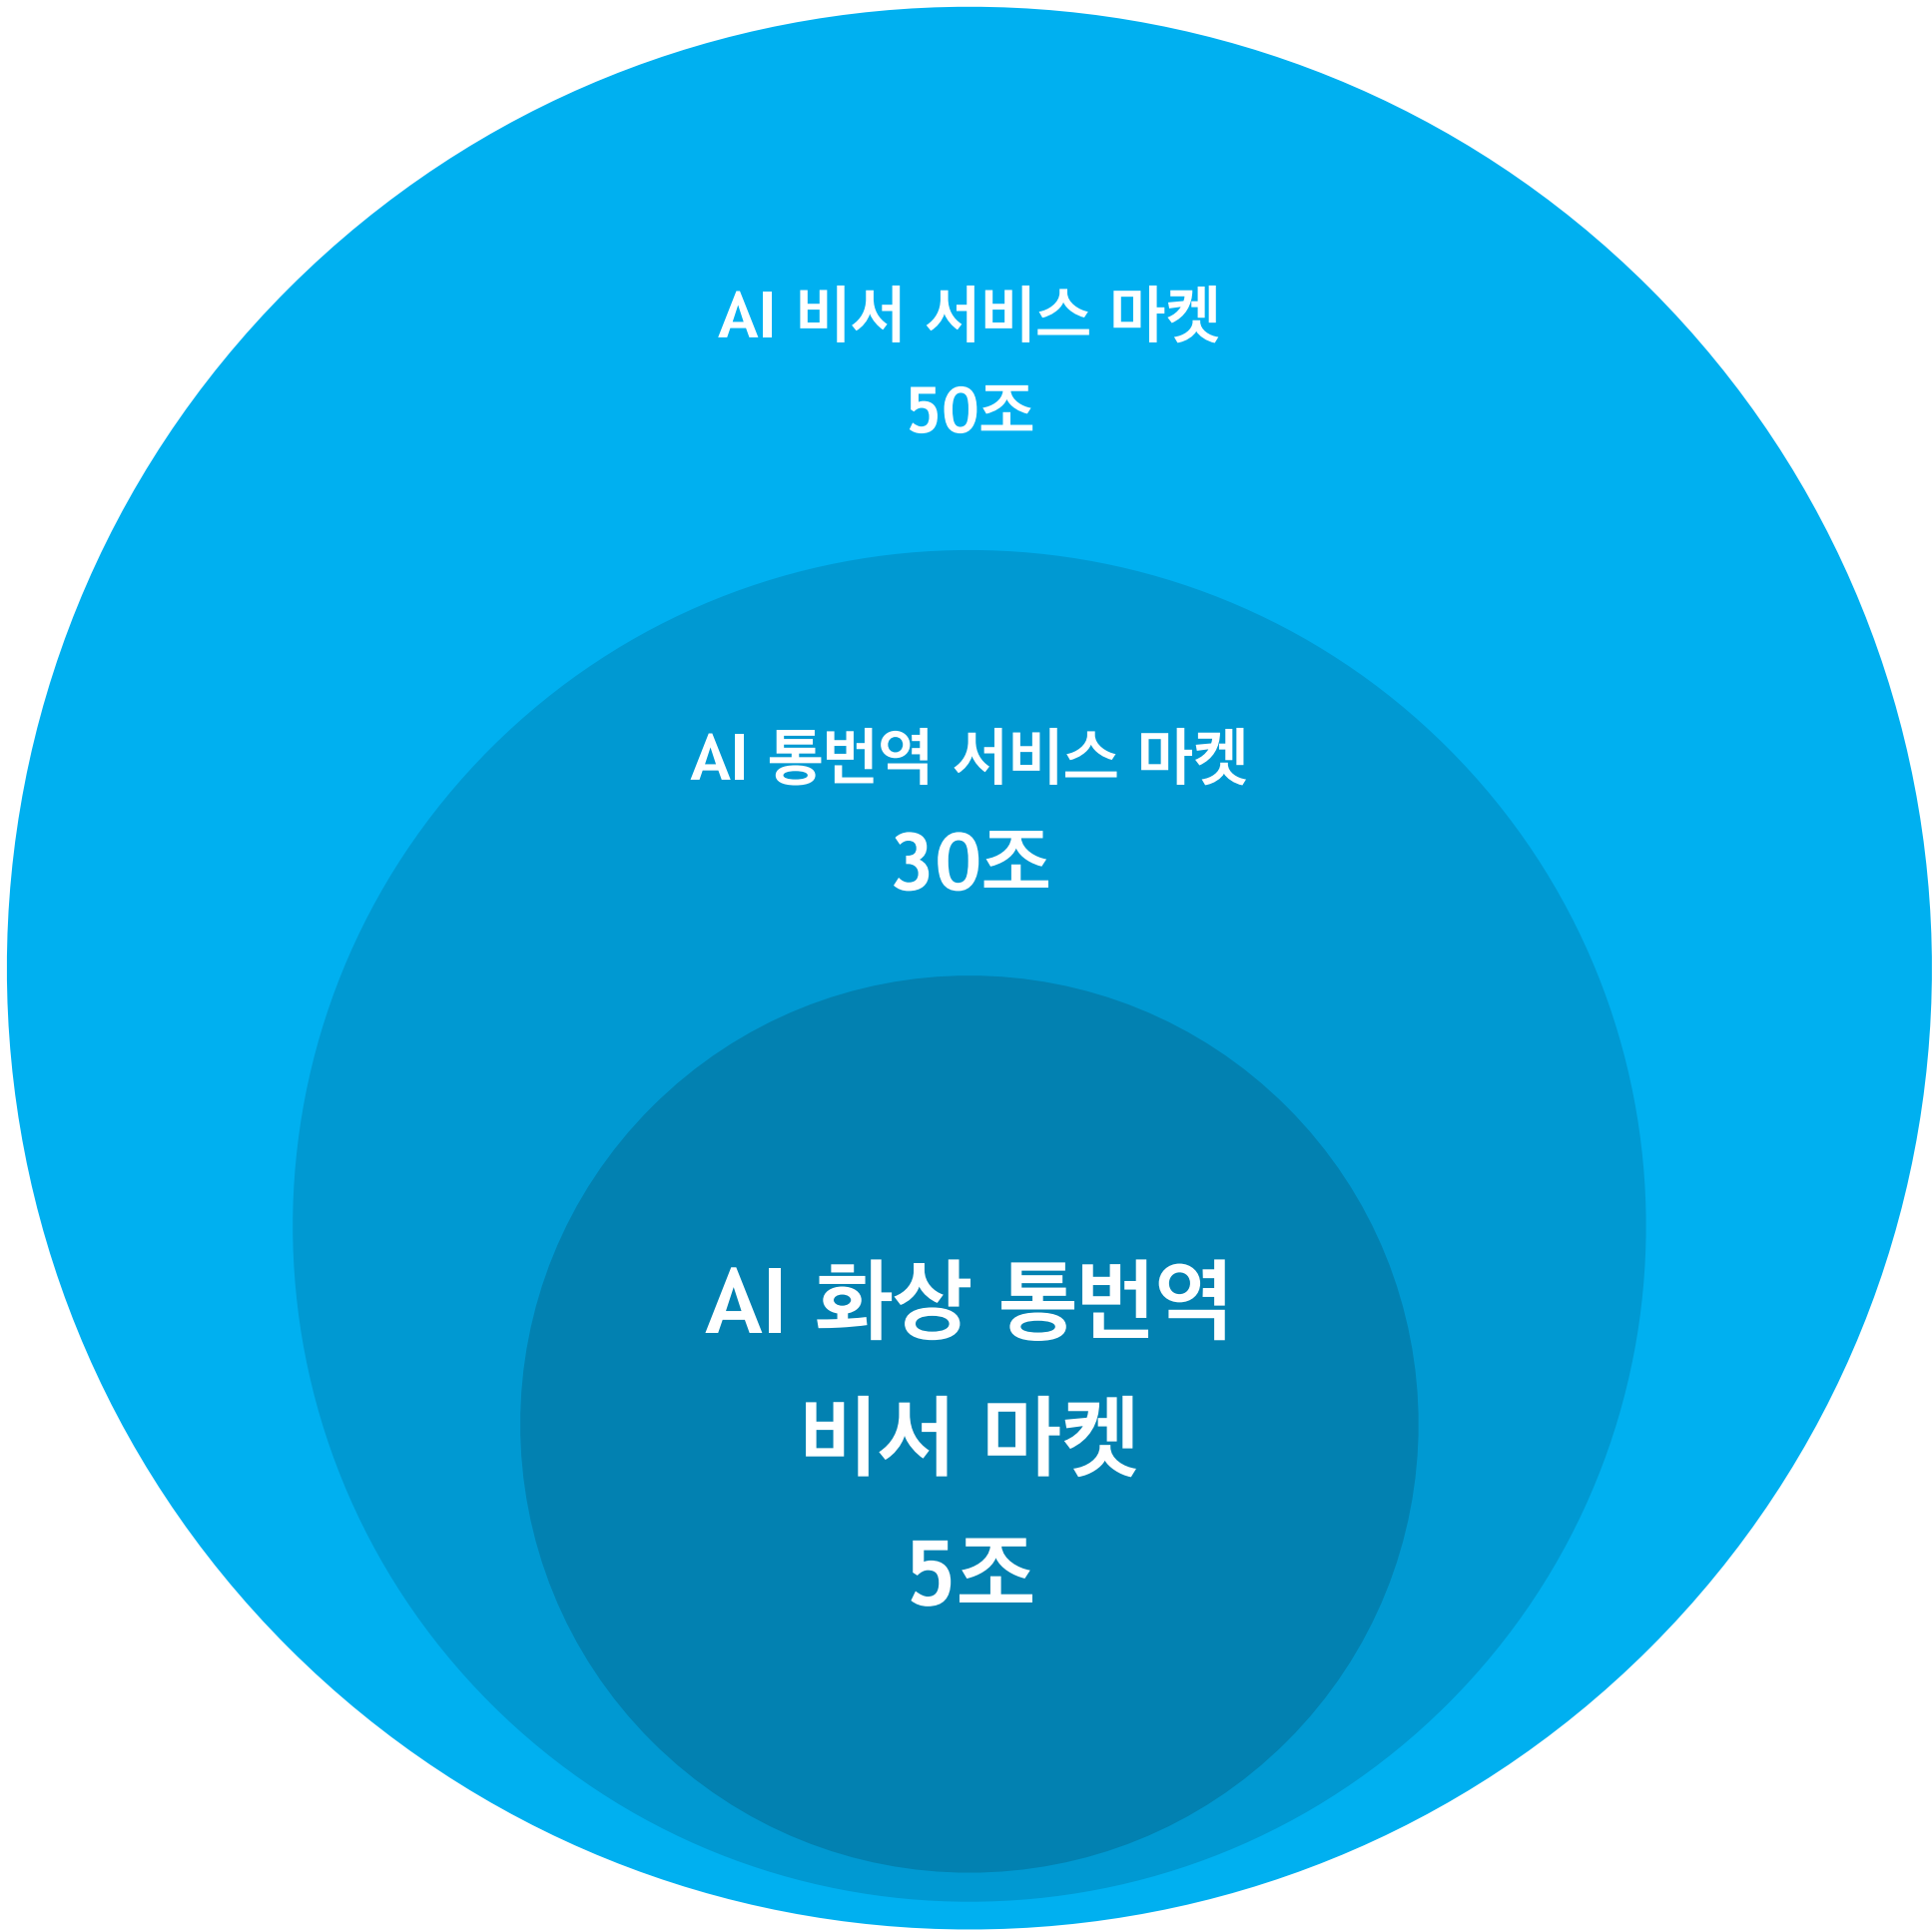 AI 비서 서비스 마켓
50조
AI 통번역 서비스 마켓
30조
AI 화상 통번역
비서 마켓
5조